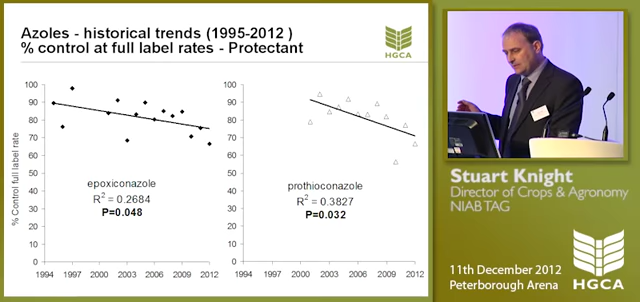 Azoles - historical trends (1995-2012 )
% control at full label rates - Protectant
HGCA
% Control full label rate
100
90
80
70
60
50
40
30
20
10
0
epoxiconazole
R2 = 0.2684
P=0.048
1994
1997
2000
2003
2006
2009
2012
100
90
80
70
60
50
40
30
20
10
0
prothioconazole
R2 = 0.3827
P=0.032
1994
1997
2000
2003
2006
2009
2012
HGCA
Stuart Knight
Director of Crops & Agronomy
NIAB TAG
11th December 2012
Peterborough Arena
HGCA